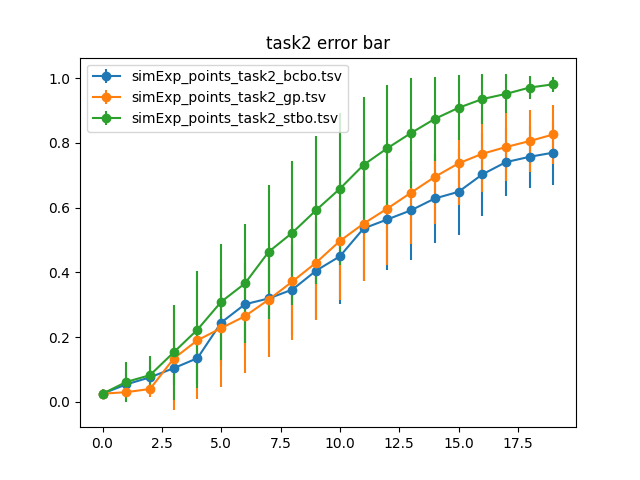 task2 error bar
simExp_points_task2_bcbo.tsv
simExp_points_task2_gp.tsv
simExp_points_task2_stbo.tsv
1.0
0.8
0.6
0.4
0.2
0.0
0.0 2.5 5.0 7.5 10.0 12.5 15.0 17.5